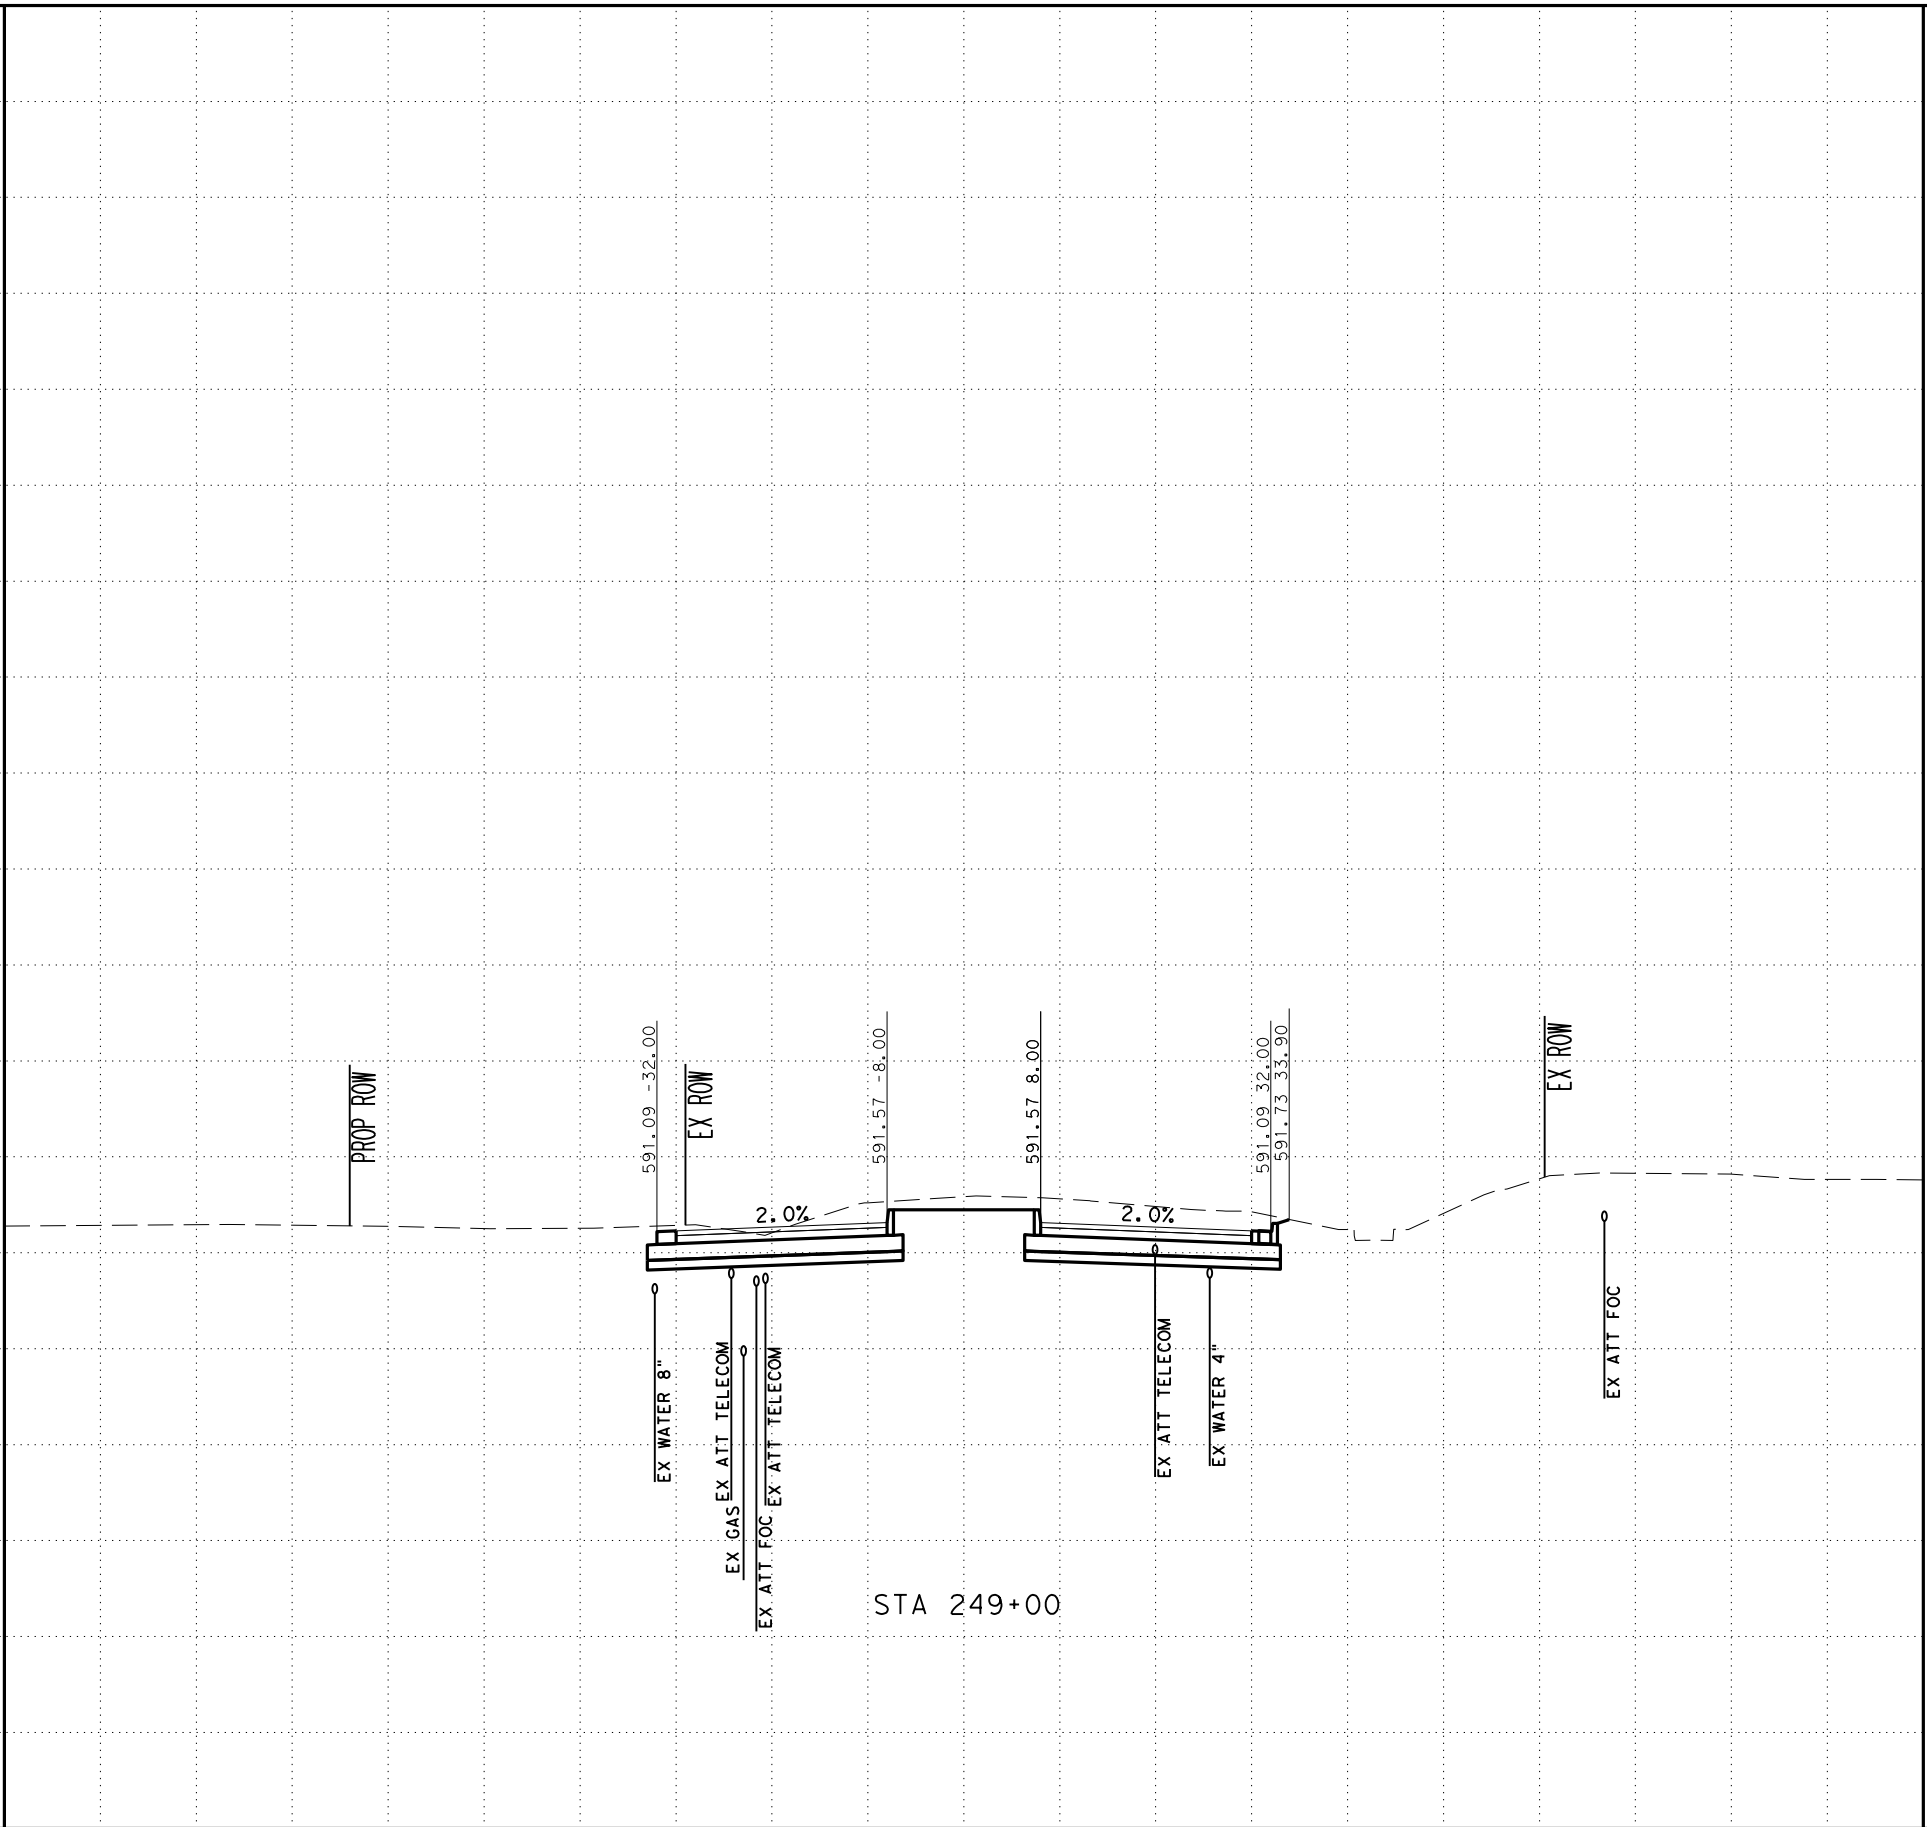 PROP ROW
591.09 -32.00
EX ROW
591.57 -8.00
591.57 8.00
591.09 32.00
591.73 33.90
EX ROW
2.0%
2.0%
EX WATER 8"
EX ATT TELECOM
EX GAS
EX ATT FOC
EX ATT TELECOM
EX ATT TELECOM
EX WATER 4"
EX ATT FOC
STA 249+00